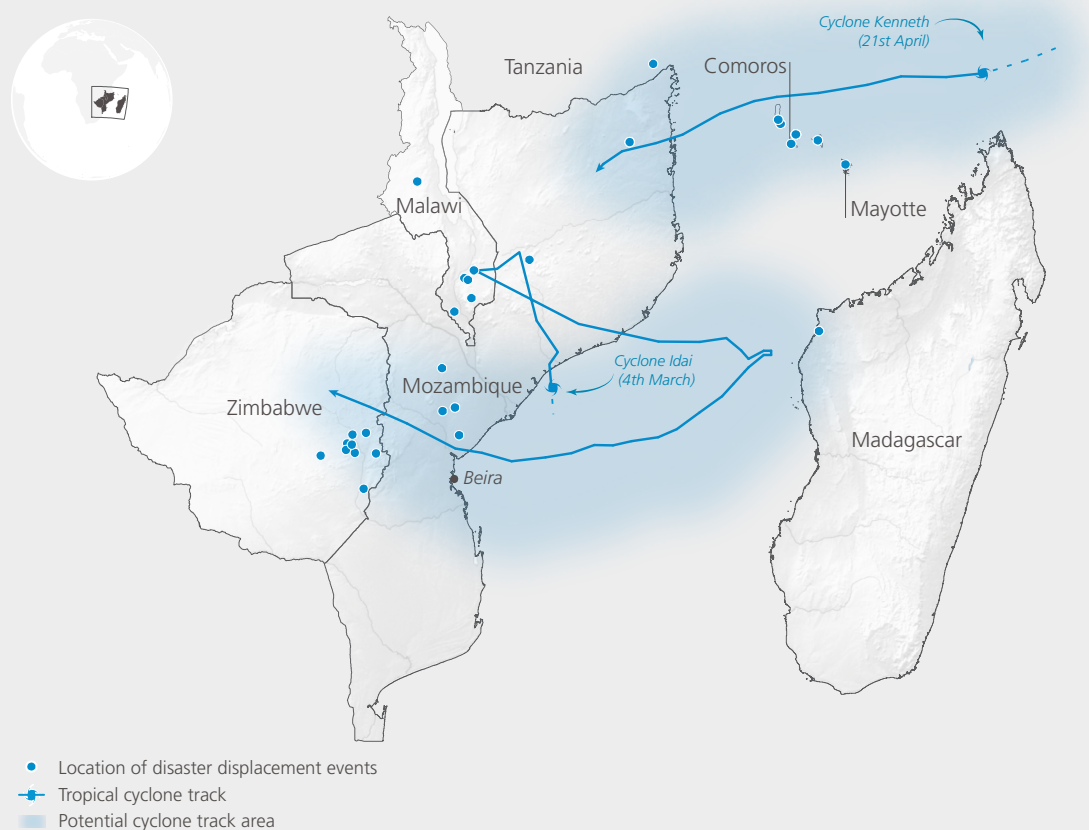 Cyclone Kenneth
(21st April)
Tanzania
Comoros
Malawi
Mayotte
Cyclone Idai
(4th March)
Mozambique
Zimbabwe
Madagascar
Beira
Location of disaster displacement events
Tropical cyclone track
Potential cyclone track area